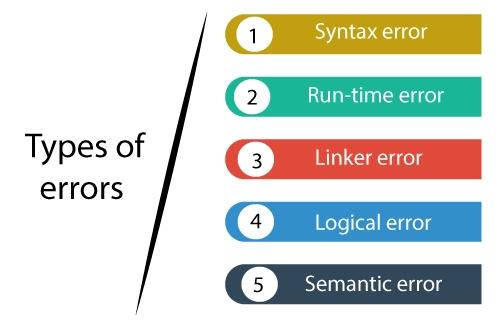 Types of
errors
1 Syntax error
2 Run-time error
3 Linker error
4 Logical error
5 Semantic error